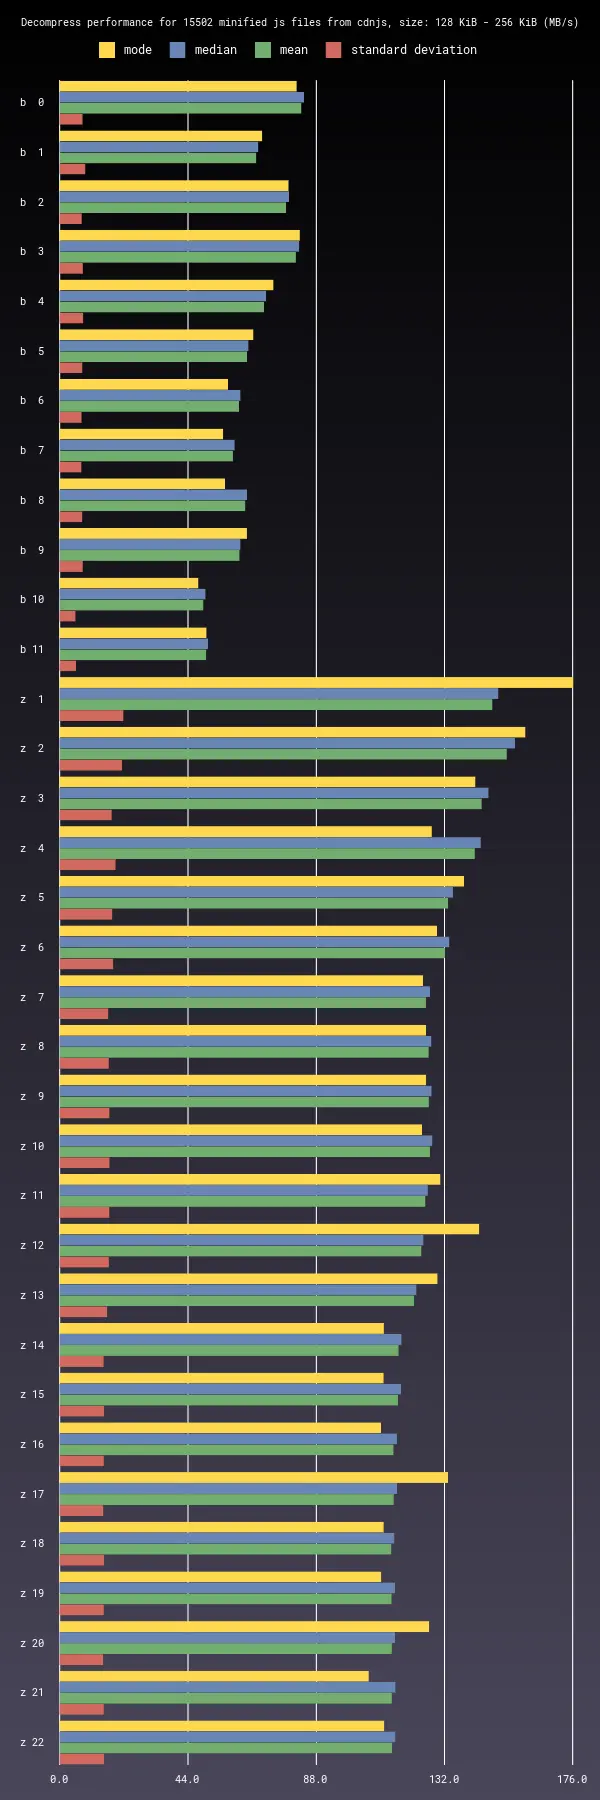 Decompress performance for 15502 minified js files from cdnjs, size: 128 KiB - 256 KiB (MB/s)
mode median mean standard deviation
b 0
b 1
b 2
b 3
b 4
b 5
b 6
b 7
b 8
b 9
b 10
b 11
z 1
z 2
z 3
z 4
z 5
z 6
z 7
z 8
z 9
z 10
z 11
z 12
z 13
z 14
z 15
z 16
z 17
z 18
z 19
z 20
z 21
z 22
0.0 44.0 88.0 132.0 176.0